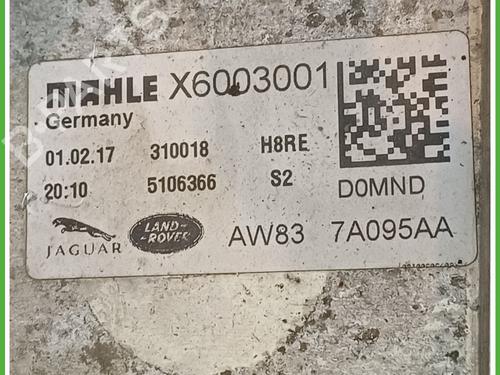 MAHLE X6003001
Germany
01.02.17 310018 H8RE
20:10 5106366 S2 D0MND
JAGUAR LAND-ROVER AW83 7A095AA